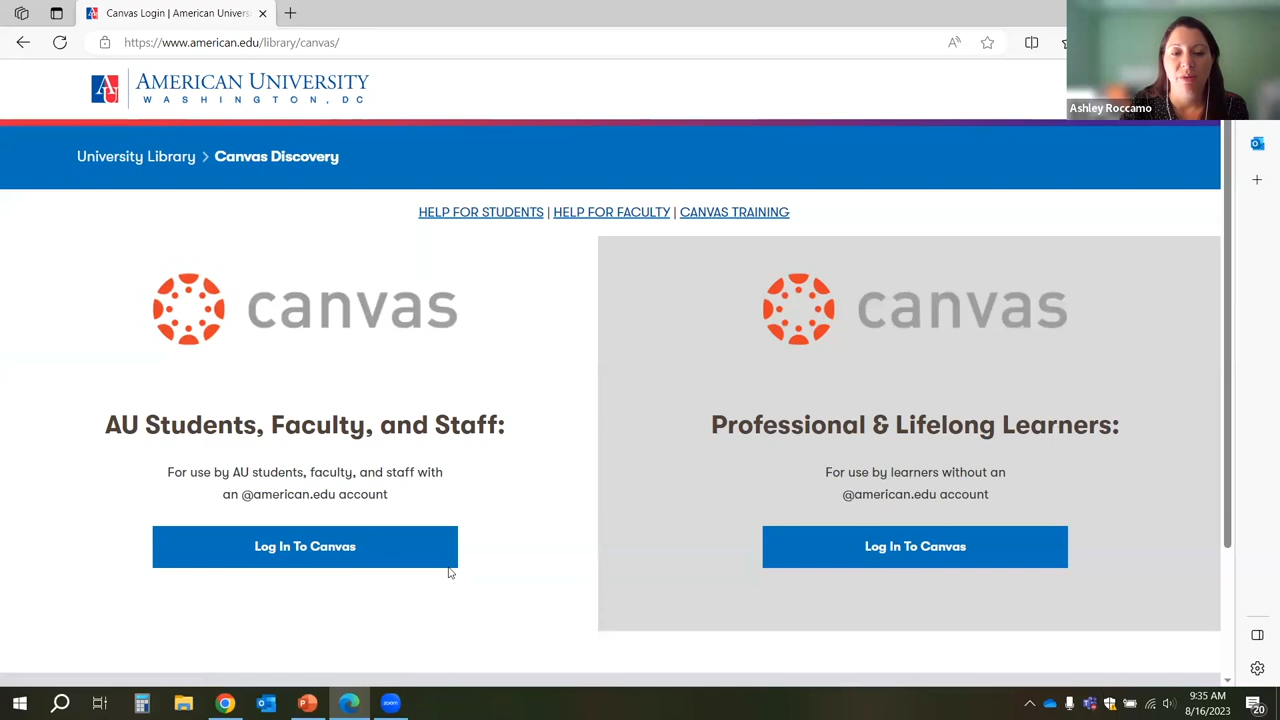 Canvas Login | American Univers
https://www.american.edu/library/canvas/
Ashley Roccamo
AU
AMERICAN UNIVERSITY
WASHINGTON, DC
University Library > Canvas Discovery
HELP FOR STUDENTS | HELP FOR FACULTY | CANVAS TRAINING
canvas
AU Students, Faculty, and Staff:
For use by AU students, faculty, and staff with
an @american.edu account
Log In To Canvas
canvas
Professional & Lifelong Learners:
For use by learners without an
@american.edu account
Log In To Canvas
zoom
9:35 AM
8/16/2023
20